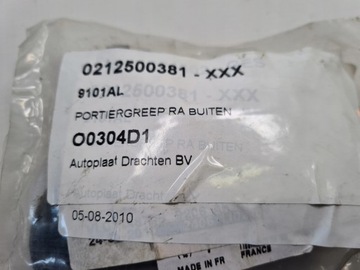 0212500381 - XXX
9101AL
PORTIERGREEP RA BUITEN
O0304D1
Autoplaat Drachten BV
05-08-2010
MADE IN FR
FRANCE